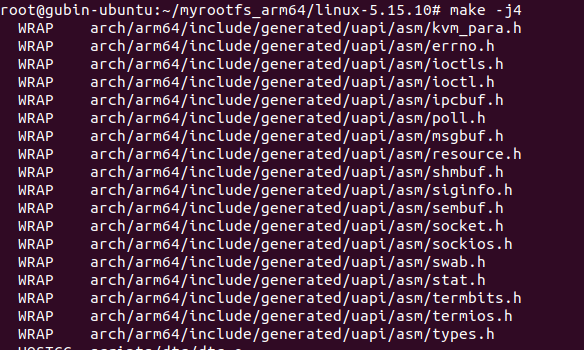 root@gubin-ubuntu:~/myrootfs_arm64/linux-5.15.10# make -j4
WRAP arch/arm64/include/generated/uapi/asm/kvm_para.h
WRAP arch/arm64/include/generated/uapi/asm/errno.h
WRAP arch/arm64/include/generated/uapi/asm/ioctls.h
WRAP arch/arm64/include/generated/uapi/asm/ioctl.h
WRAP arch/arm64/include/generated/uapi/asm/ipcbuf.h
WRAP arch/arm64/include/generated/uapi/asm/poll.h
WRAP arch/arm64/include/generated/uapi/asm/msgbuf.h
WRAP arch/arm64/include/generated/uapi/asm/resource.h
WRAP arch/arm64/include/generated/uapi/asm/shmbuf.h
WRAP arch/arm64/include/generated/uapi/asm/siginfo.h
WRAP arch/arm64/include/generated/uapi/asm/sembuf.h
WRAP arch/arm64/include/generated/uapi/asm/socket.h
WRAP arch/arm64/include/generated/uapi/asm/sockios.h
WRAP arch/arm64/include/generated/uapi/asm/swab.h
WRAP arch/arm64/include/generated/uapi/asm/stat.h
WRAP arch/arm64/include/generated/uapi/asm/termbits.h
WRAP arch/arm64/include/generated/uapi/asm/termios.h
WRAP arch/arm64/include/generated/uapi/asm/types.h